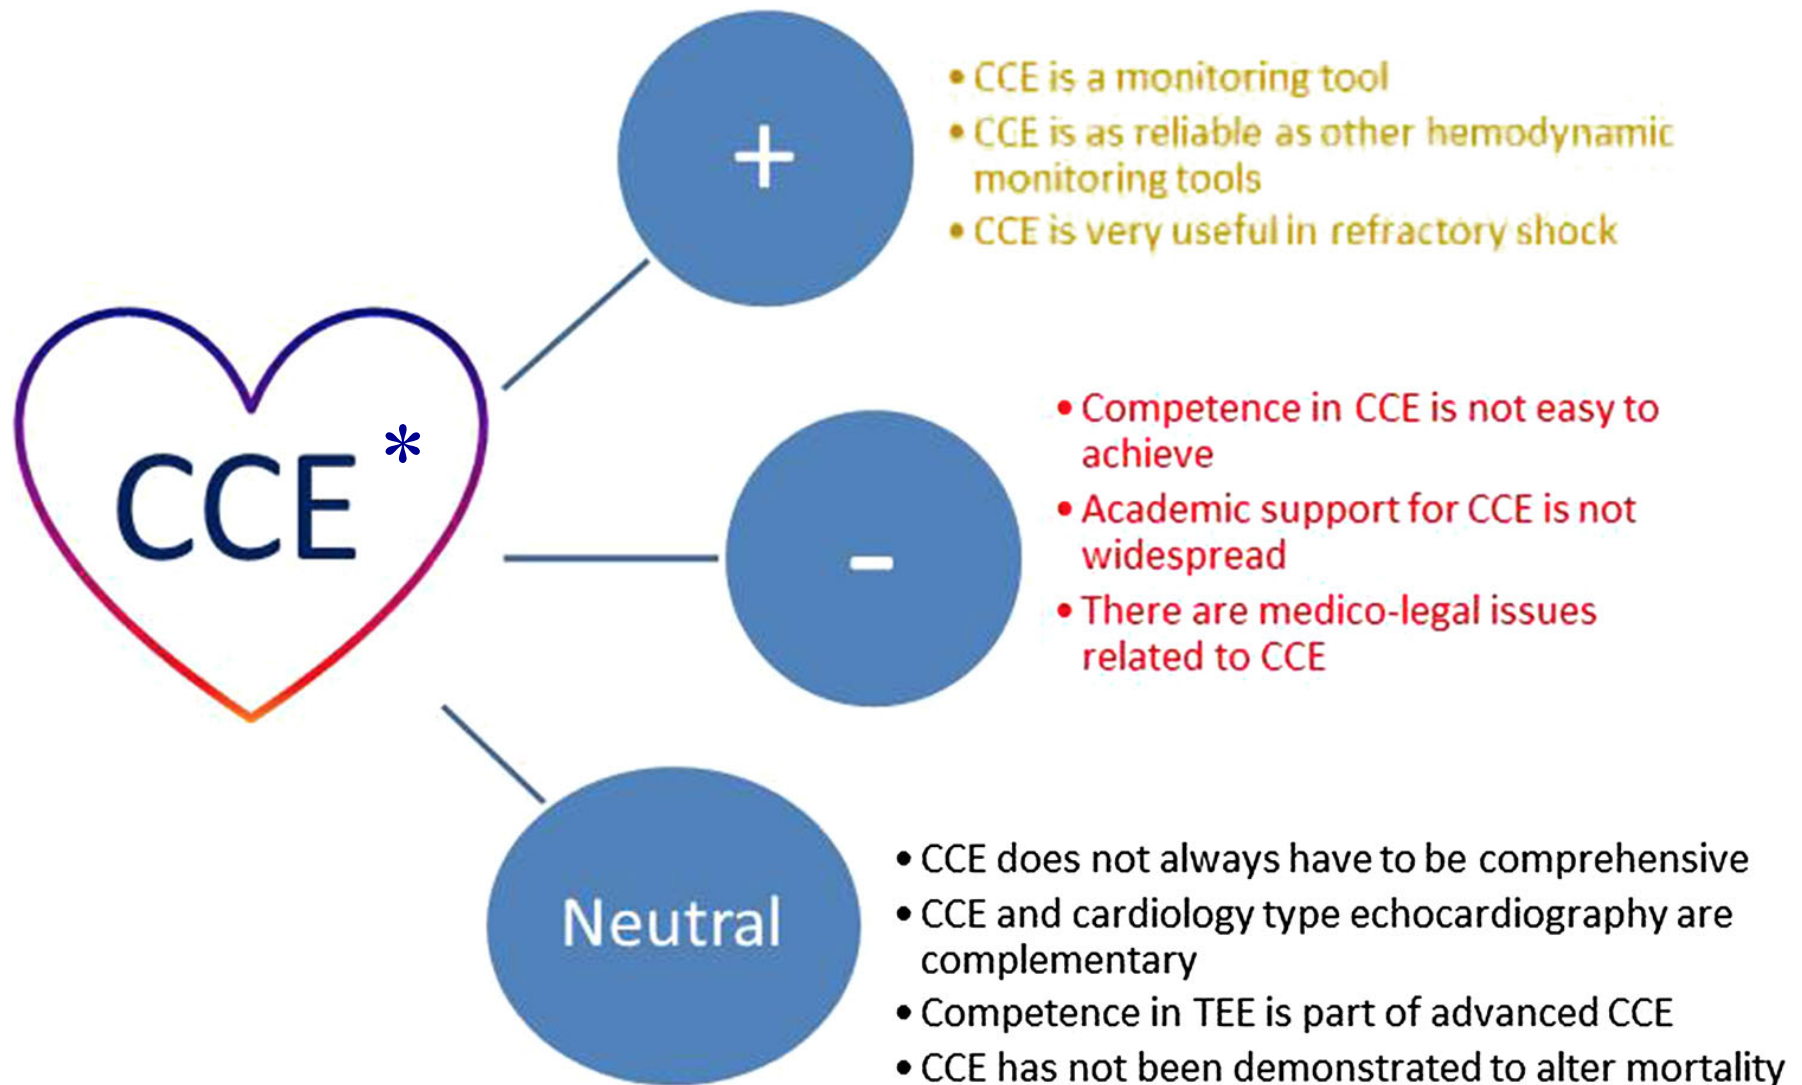 +
• CCE is a monitoring tool
• CCE is as reliable as other hemodynamic
monitoring tools
• CCE is very useful in refractory shock
CCE *
-
• Competence in CCE is not easy to
achieve
• Academic support for CCE is not
widespread
• There are medico-legal issues
related to CCE
Neutral
• CCE does not always have to be comprehensive
• CCE and cardiology type echocardiography are
complementary
• Competence in TEE is part of advanced CCE
• CCE has not been demonstrated to alter mortality